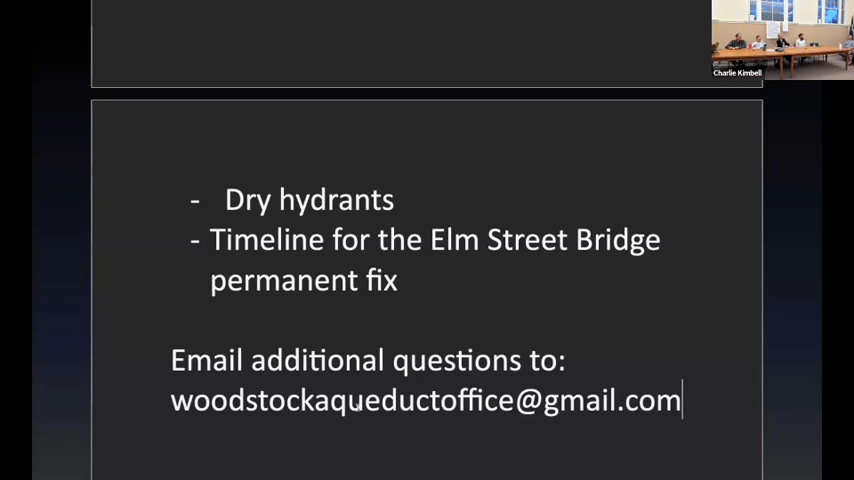 Charlie Kimbell
- Dry hydrants
- Timeline for the Elm Street Bridge
permanent fix
Email additional questions to:
woodstockaqueductoffice@gmail.com